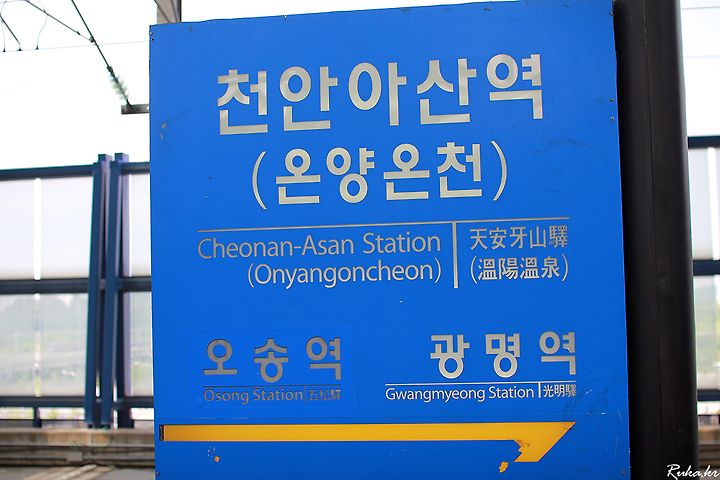 천안아산역
(온양온천)
Cheonan-Asan Station
(Onyangoncheon)
天安牙山驛
(溫陽溫泉)
오송역
Osong Station 五松驛
광명역
Gwangmyeong Station 光明驛
Ruka.kr